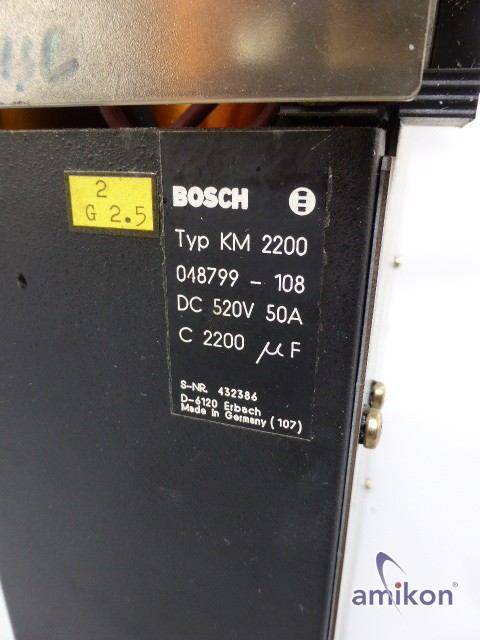 2
G 2.5
BOSCH
Typ KM 2200
048799 - 108
DC 520V 50A
C 2200 μF
S-NR. 432386
D-6120 Erbach
Made in Germany (107)
amikon®